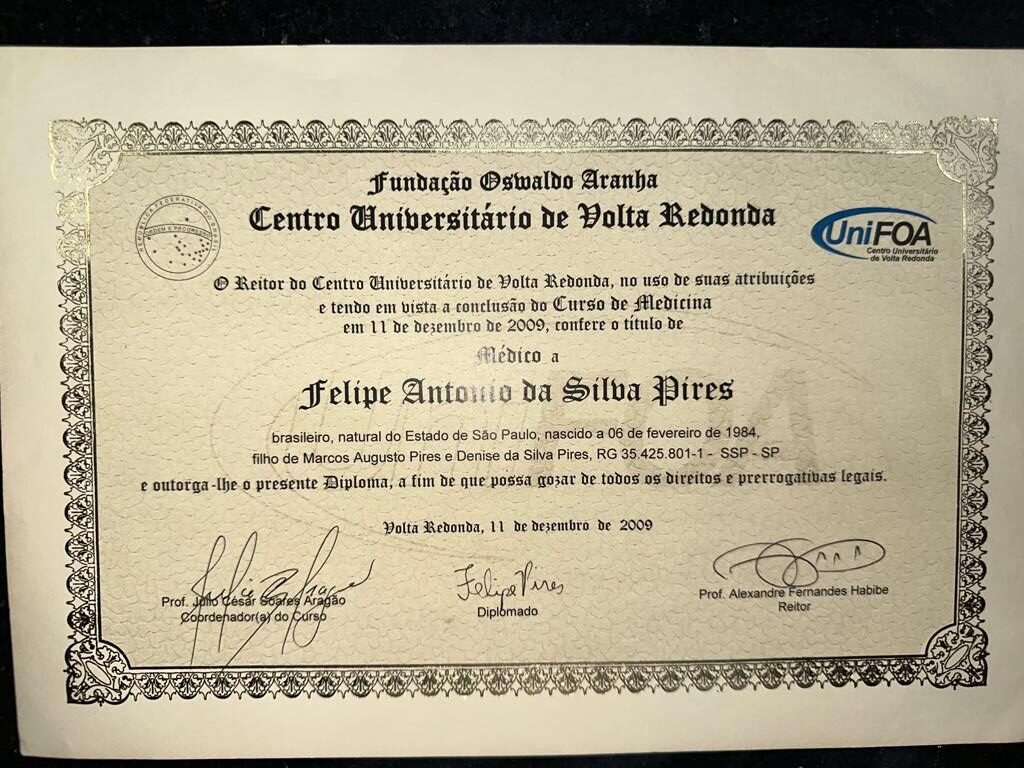 Fundação Oswaldo Aranha
Centro Universitário de Volta Redonda
REPUBLICA FEDERATIVA DO BRASIL
ORDEM E PROGRESSO
UniFOA
Centro Universitário
de Volta Redonda
O Reitor do Centro Universitário de Volta Redonda, no uso de suas atribuições
e tendo em vista a conclusão do Curso de Medicina
em 11 de dezembro de 2009, confere o título de
Médico a
Felipe Antonio da Silva Pires
brasileiro, natural do Estado de São Paulo, nascido a 06 de fevereiro de 1984,
filho de Marcos Augusto Pires e Denise da Silva Pires, RG 35.425.801-1 - SSP - SP
e outorga-lhe o presente Diploma, a fim de que possa gozar de todos os direitos e prerrogativas legais.
Volta Redonda, 11 de dezembro de 2009
Felipe Pires
Prof. Júlio César Soares Aragão
Coordenador(a) do Curso
Diplomado
Prof. Alexandre Fernandes Habibe
Reitor